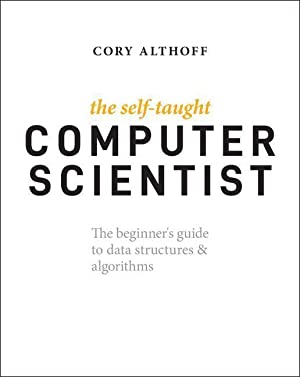 CORY ALTHOFF
the self-taught
COMPUTER
SCIENTIST
The beginner's guide
to data structures &
algorithms